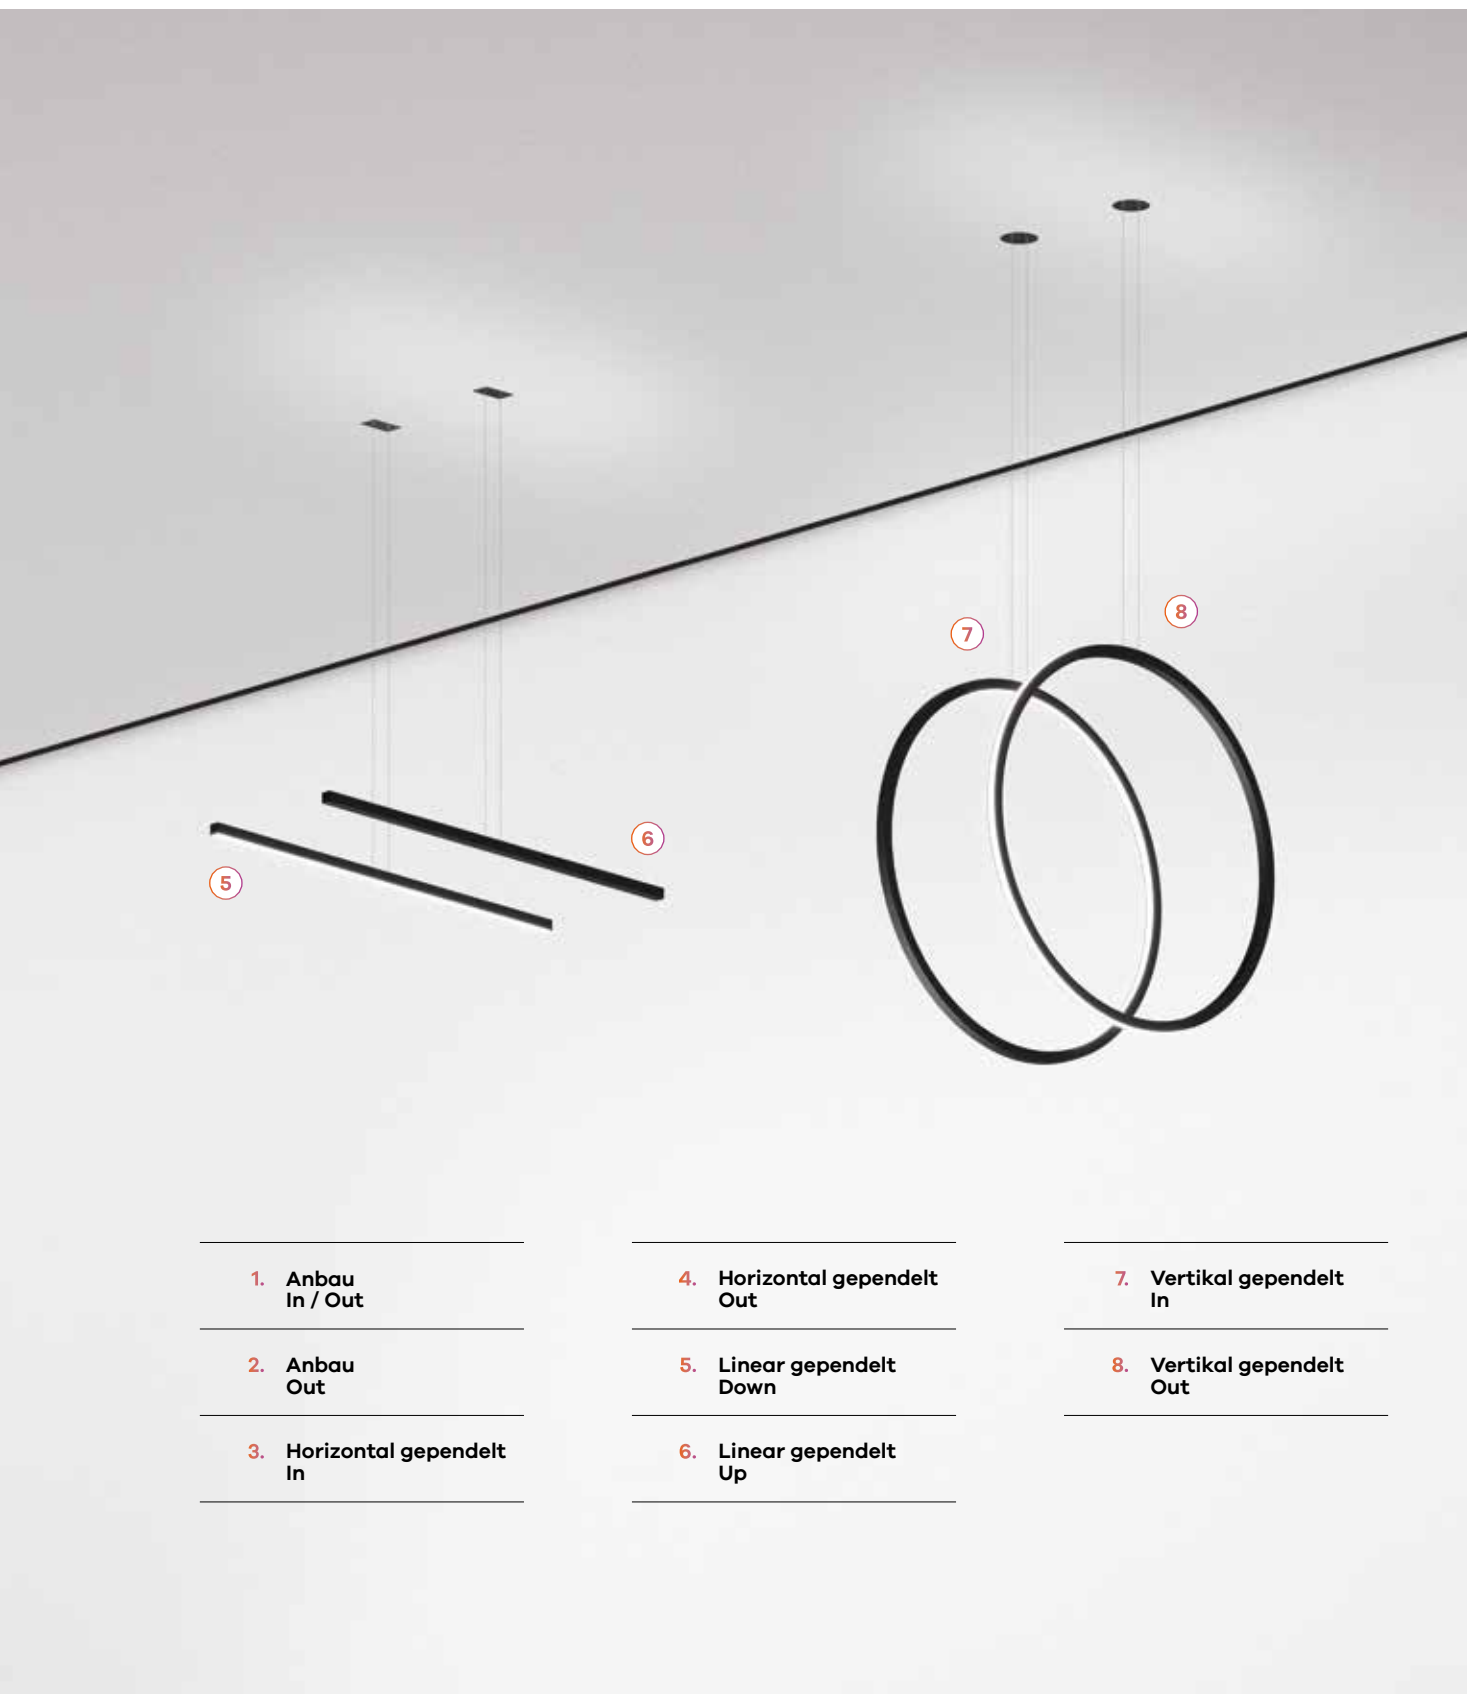 8
7
6
5
1. Anbau
In / Out
2. Anbau
Out
3. Horizontal gependelt
In
4. Horizontal gependelt
Out
5. Linear gependelt
Down
6. Linear gependelt
Up
7. Vertikal gependelt
In
8. Vertikal gependelt
Out